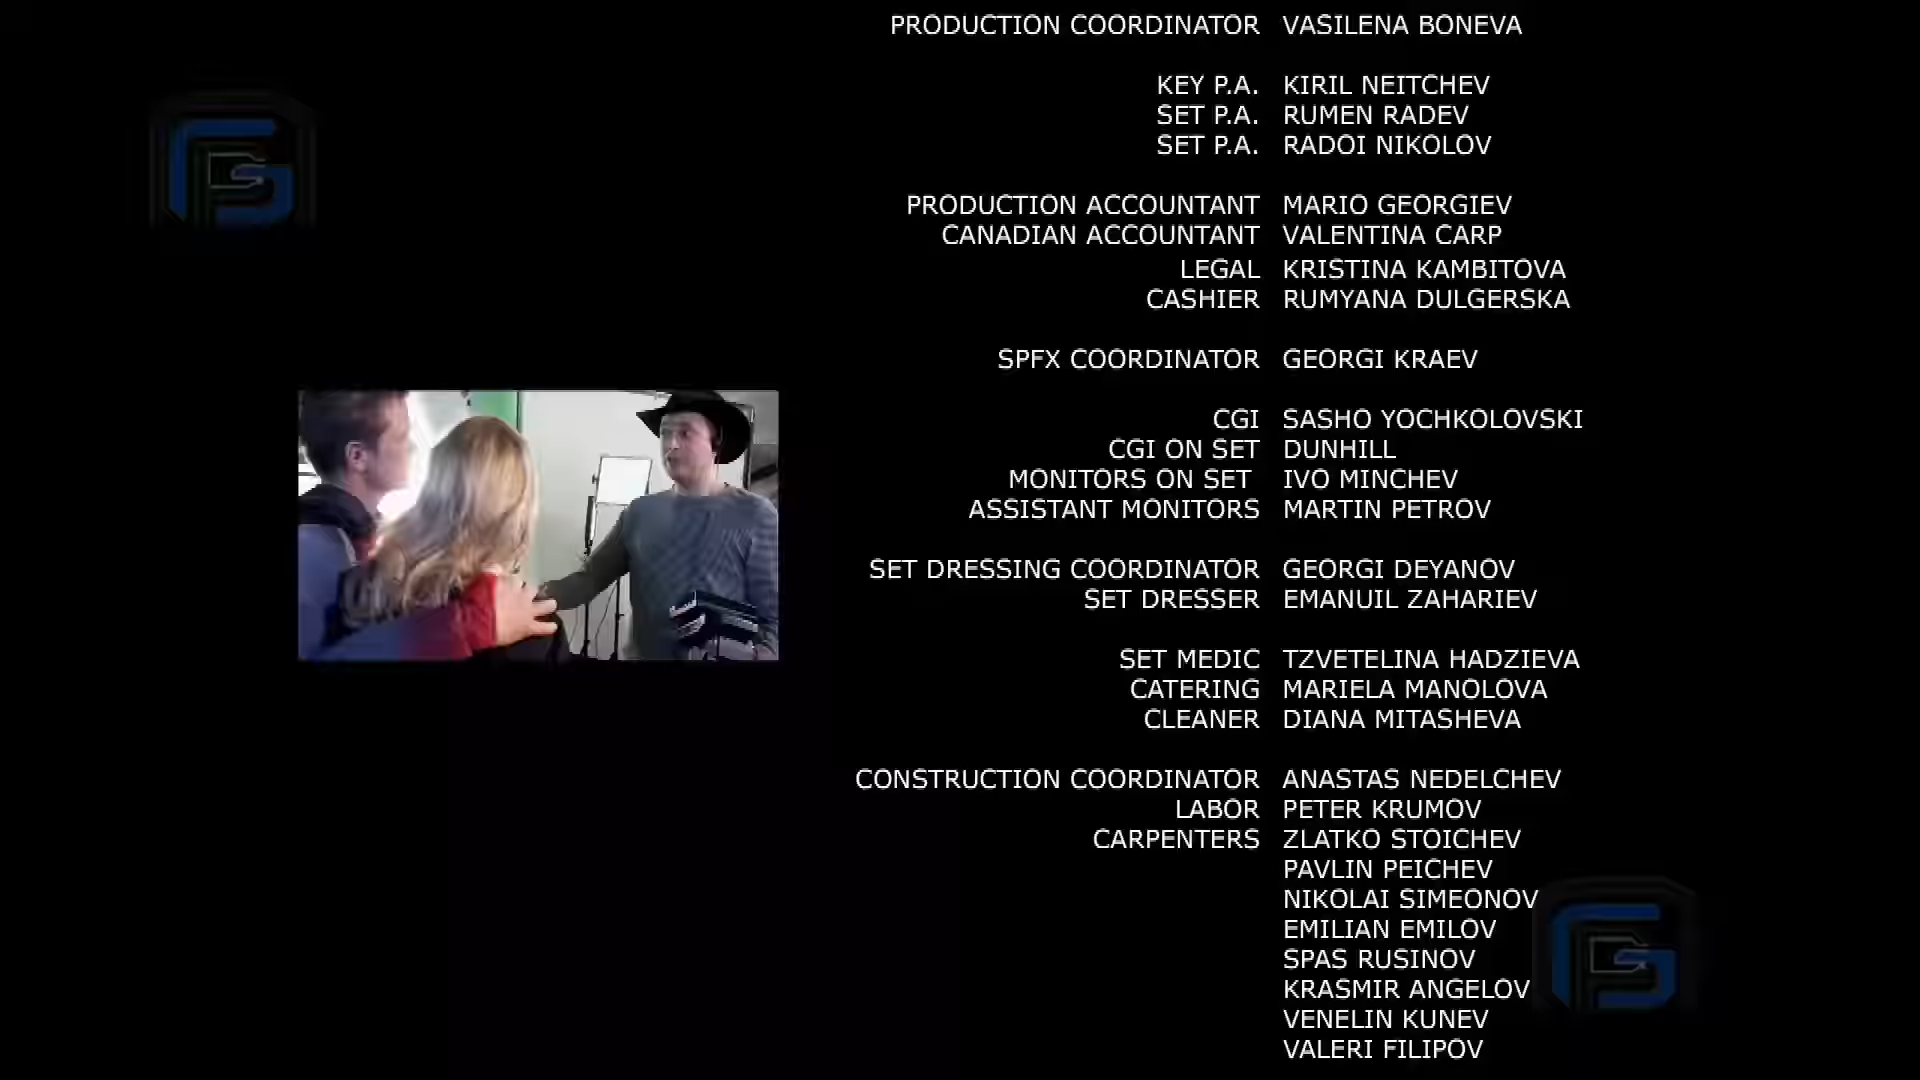 PRODUCTION COORDINATOR VASILENA BONEVA
KEY P.A. KIRIL NEITCHEV
SET P.A. RUMEN RADEV
SET P.A. RADOI NIKOLOV
PRODUCTION ACCOUNTANT MARIO GEORGIEV
CANADIAN ACCOUNTANT VALENTINA CARP
LEGAL KRISTINA KAMBITOVA
CASHIER RUMYANA DULGERSKA
SPFX COORDINATOR GEORGI KRAEV
CGI SASHO YOCHKOLOVSKI
CGI ON SET DUNHILL
MONITORS ON SET IVO MINCHEV
ASSISTANT MONITORS MARTIN PETROV
SET DRESSING COORDINATOR GEORGI DEYANOV
SET DRESSER EMANUIL ZAHARIEV
SET MEDIC TZVETELINA HADZIEVA
CATERING MARIELA MANOLOVA
CLEANER DIANA MITASHEVA
CONSTRUCTION COORDINATOR ANASTAS NEDELCHEV
LABOR PETER KRUMOV
CARPENTERS ZLATKO STOICHEV
PAVLIN PEICHEV
NIKOLAI SIMEONOV
EMILIAN EMILOV
SPAS RUSINOV
KRASMIR ANGELOV
VENELIN KUNEV
VALERI FILIPOV